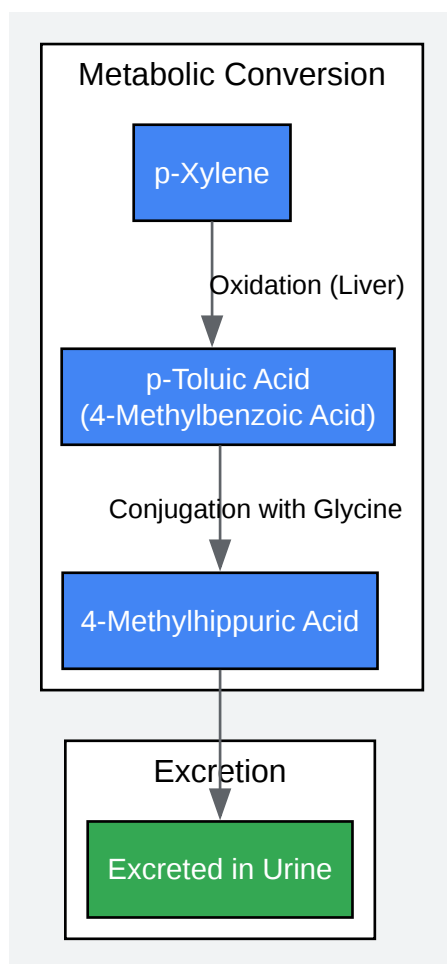 Metabolic Conversion
p-Xylene
Oxidation (Liver)
p-Toluic Acid
(4-Methylbenzoic Acid)
Conjugation with Glycine
4-Methylhippuric Acid
Excretion
Excreted in Urine